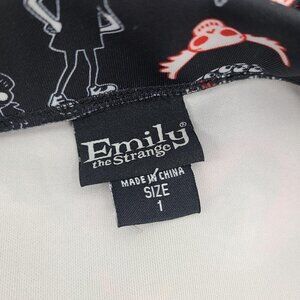 Emily®
the Strange
MADE IN CHINA
SIZE
1